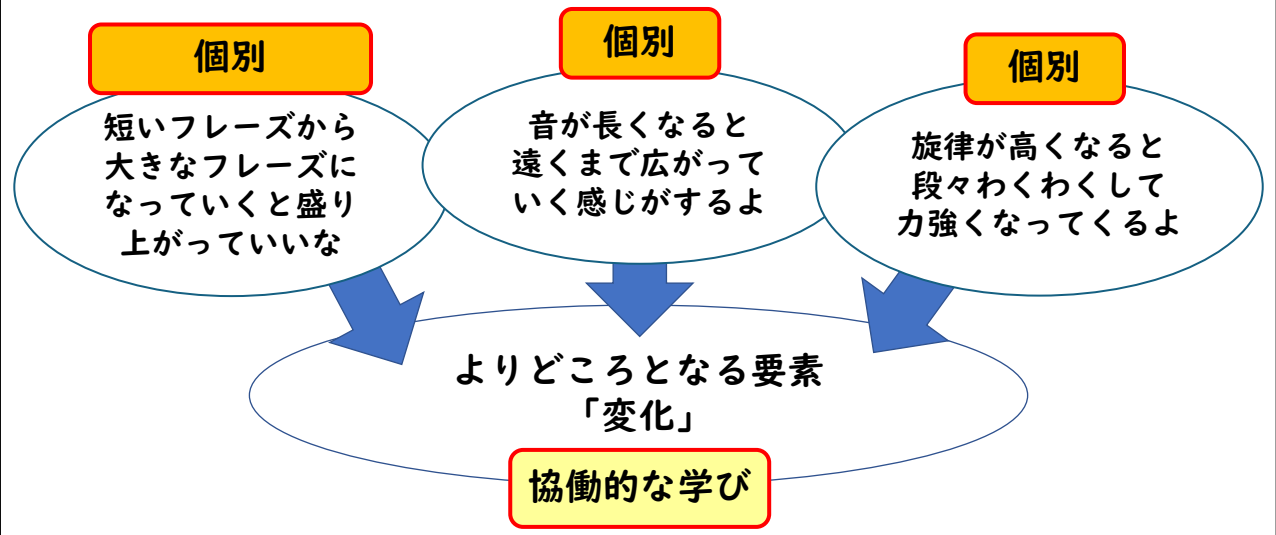 個別
短いフレーズから
大きなフレーズに
なっていくと盛り
上がっていいな
個別
音が長くなると
遠くまで広がって
いく感じがするよ
個別
旋律が高くなると
段々わくわくして
力強くなってくるよ
よりどころとなる要素
「変化」
協働的な学び